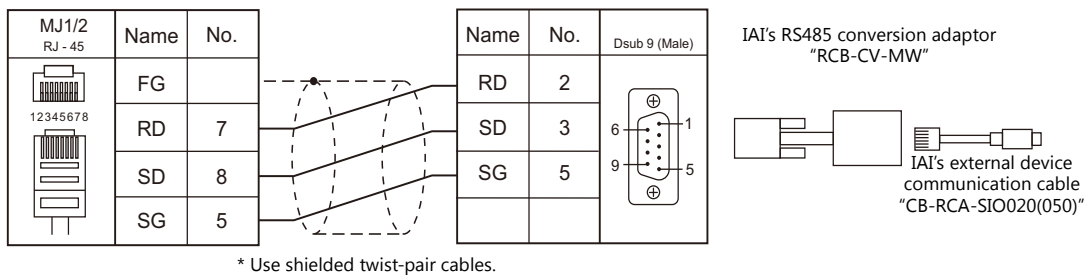 MJ1/2
RJ - 45
Name
No.
Name
No.
Dsub 9 (Male)
IAI's RS485 conversion adaptor
"RCB-CV-MW"
FG
RD
2
12345678
RD
7
SD
3
6
1
SD
8
SG
5
9
5
SG
5
IAI's external device
communication cable
"CB-RCA-SIO020(050)"
* Use shielded twist-pair cables.